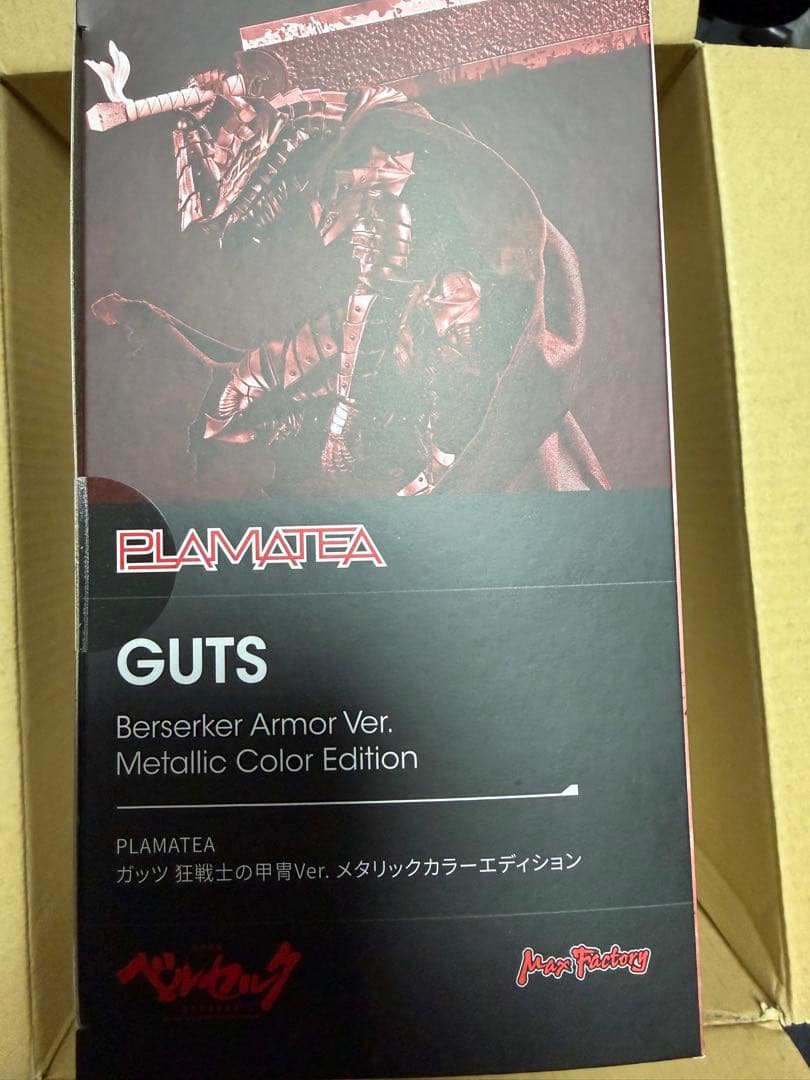 PLAMATEA
GUTS
Berserker Armor Ver.
Metallic Color Edition
PLAMATEA
ガッツ 狂戦士の甲冑Ver. メタリックカラーエディション
ベルセルク
Max Factory